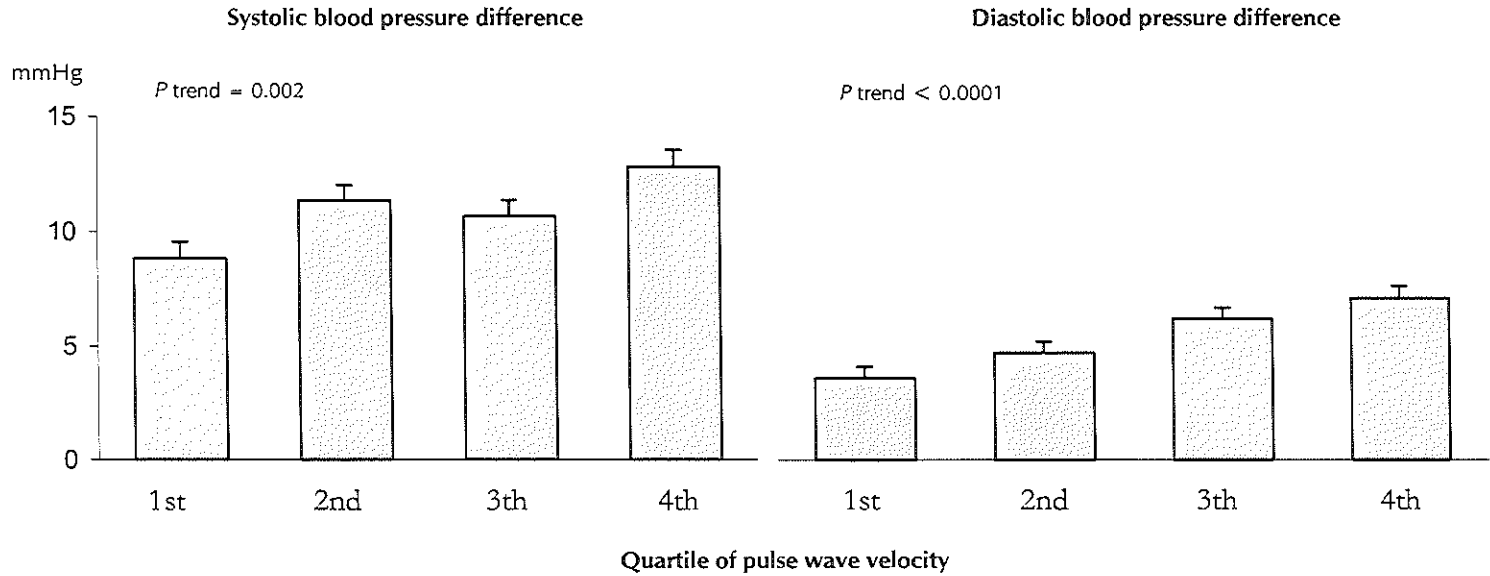 Systolic blood pressure difference
Diastolic blood pressure difference
mmHg
P trend = 0.002
P trend < 0.0001
15
10
5
0
1st 2nd 3th 4th
1st 2nd 3th 4th
Quartile of pulse wave velocity